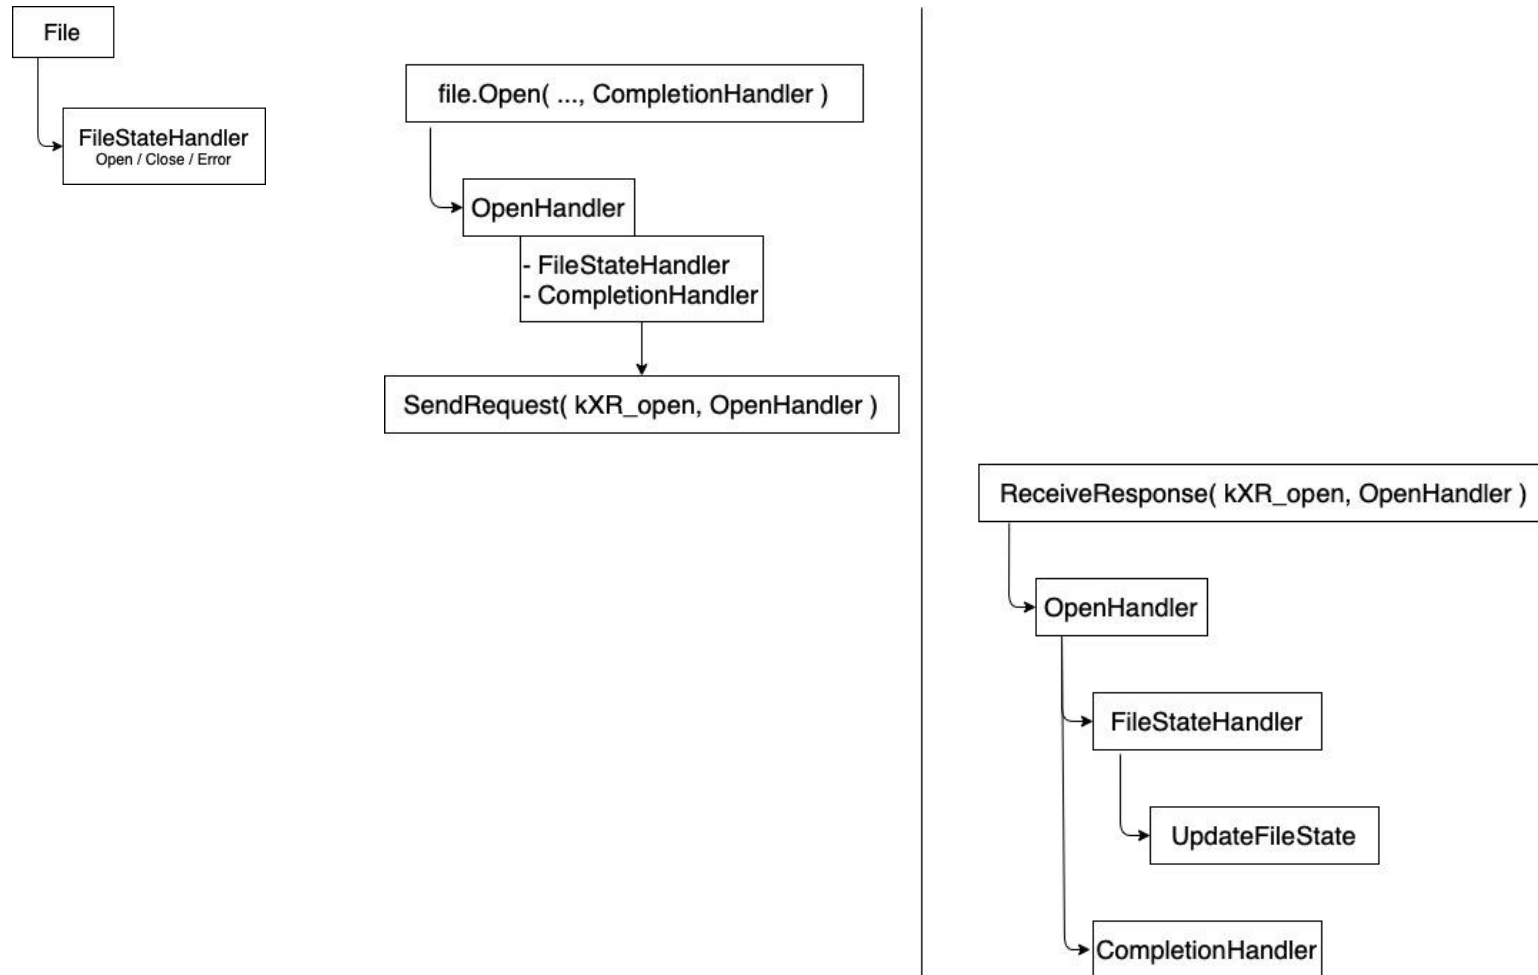 File
FileStateHandler
Open / Close / Error
file.Open( ..., CompletionHandler )
OpenHandler
- FileStateHandler
- CompletionHandler
SendRequest( kXR_open, OpenHandler )
ReceiveResponse( kXR_open, OpenHandler )
OpenHandler
FileStateHandler
UpdateFileState
CompletionHandler